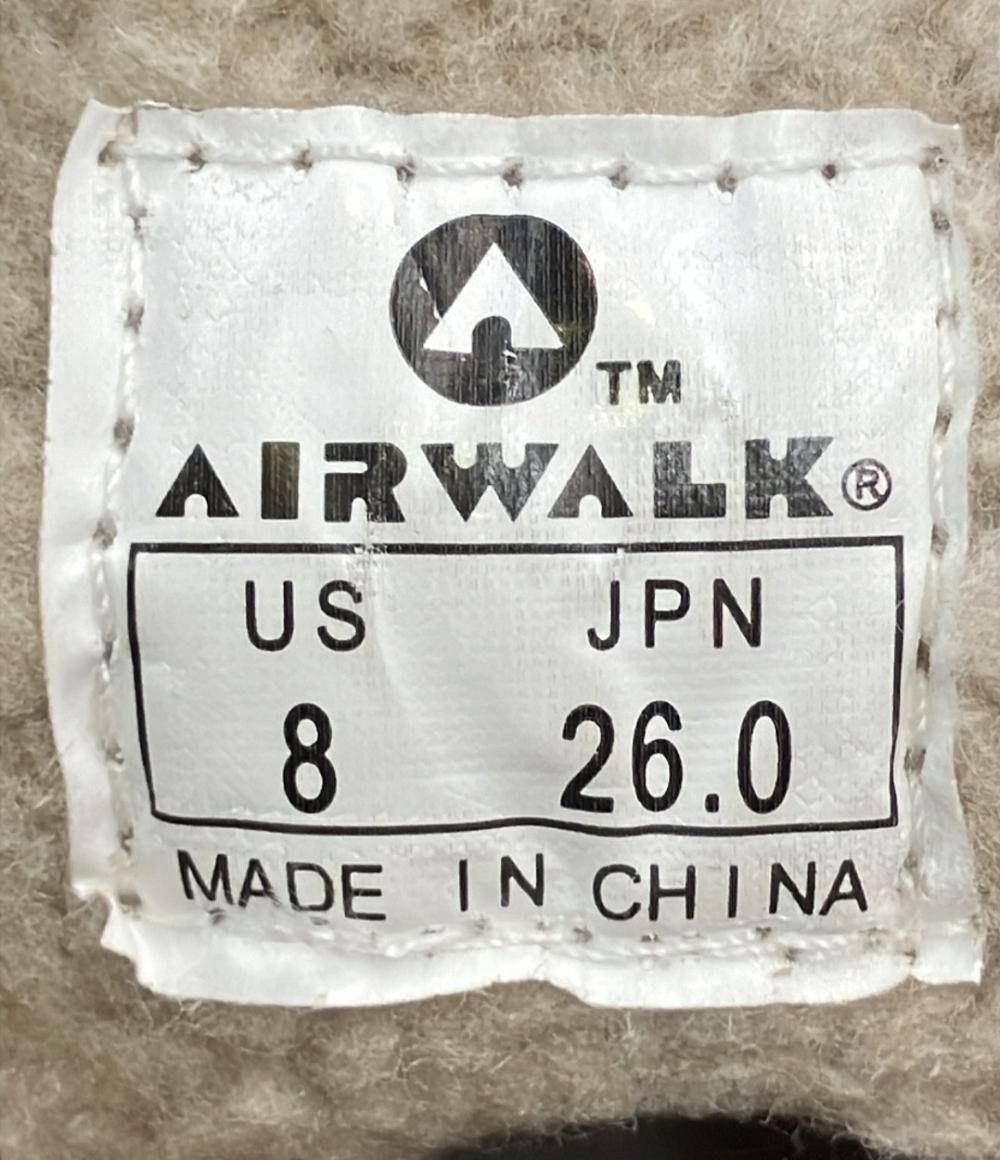 TM
AIRWALK®
US JPN
8 26.0
MADE IN CHINA